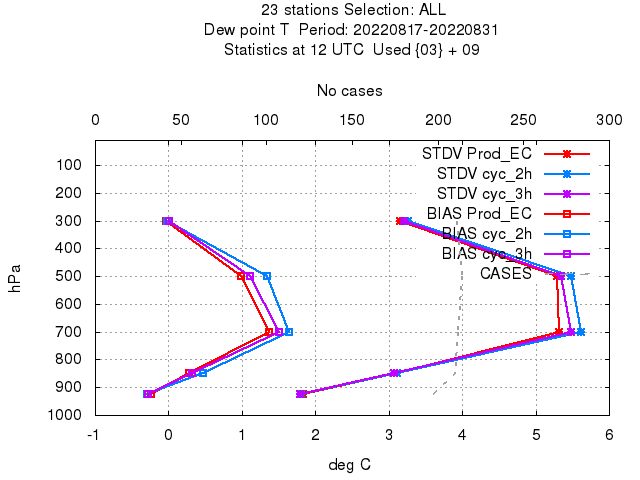 23 stations Selection: ALL
Dew point T  Period: 20220817-20220831
Statistics at 12 UTC  Used {03} + 09
No cases
0 50 100 150 200 250 300
STDV Prod_EC
STDV cyc_2h
STDV cyc_3h
BIAS Prod_EC
BIAS cyc_2h
BIAS cyc_3h
CASES
hPa
100
200
300
400
500
600
700
800
900
1000
-1 0 1 2 3 4 5 6
deg C